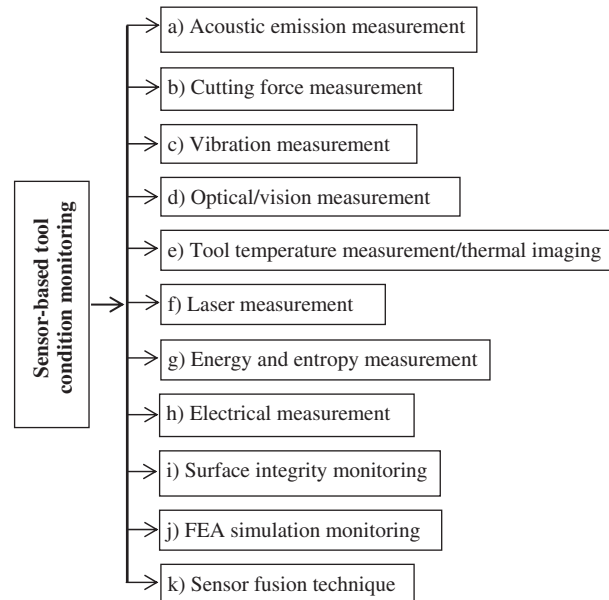 Sensor-based tool
condition monitoring
a) Acoustic emission measurement
b) Cutting force measurement
c) Vibration measurement
d) Optical/vision measurement
e) Tool temperature measurement/thermal imaging
f) Laser measurement
g) Energy and entropy measurement
h) Electrical measurement
i) Surface integrity monitoring
j) FEA simulation monitoring
k) Sensor fusion technique